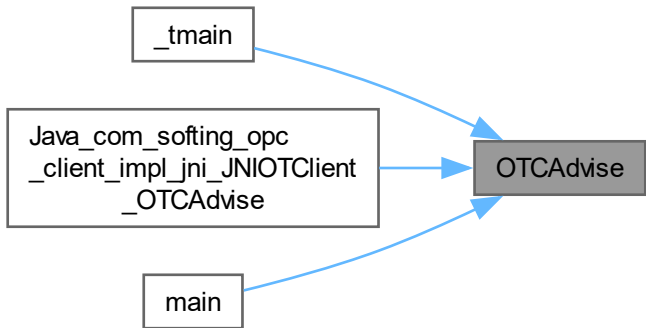 _tmain
Java_com_softing_opc
_client_impl_jni_JNIOTClient
_OTCAdvise
OTCAdvise
main